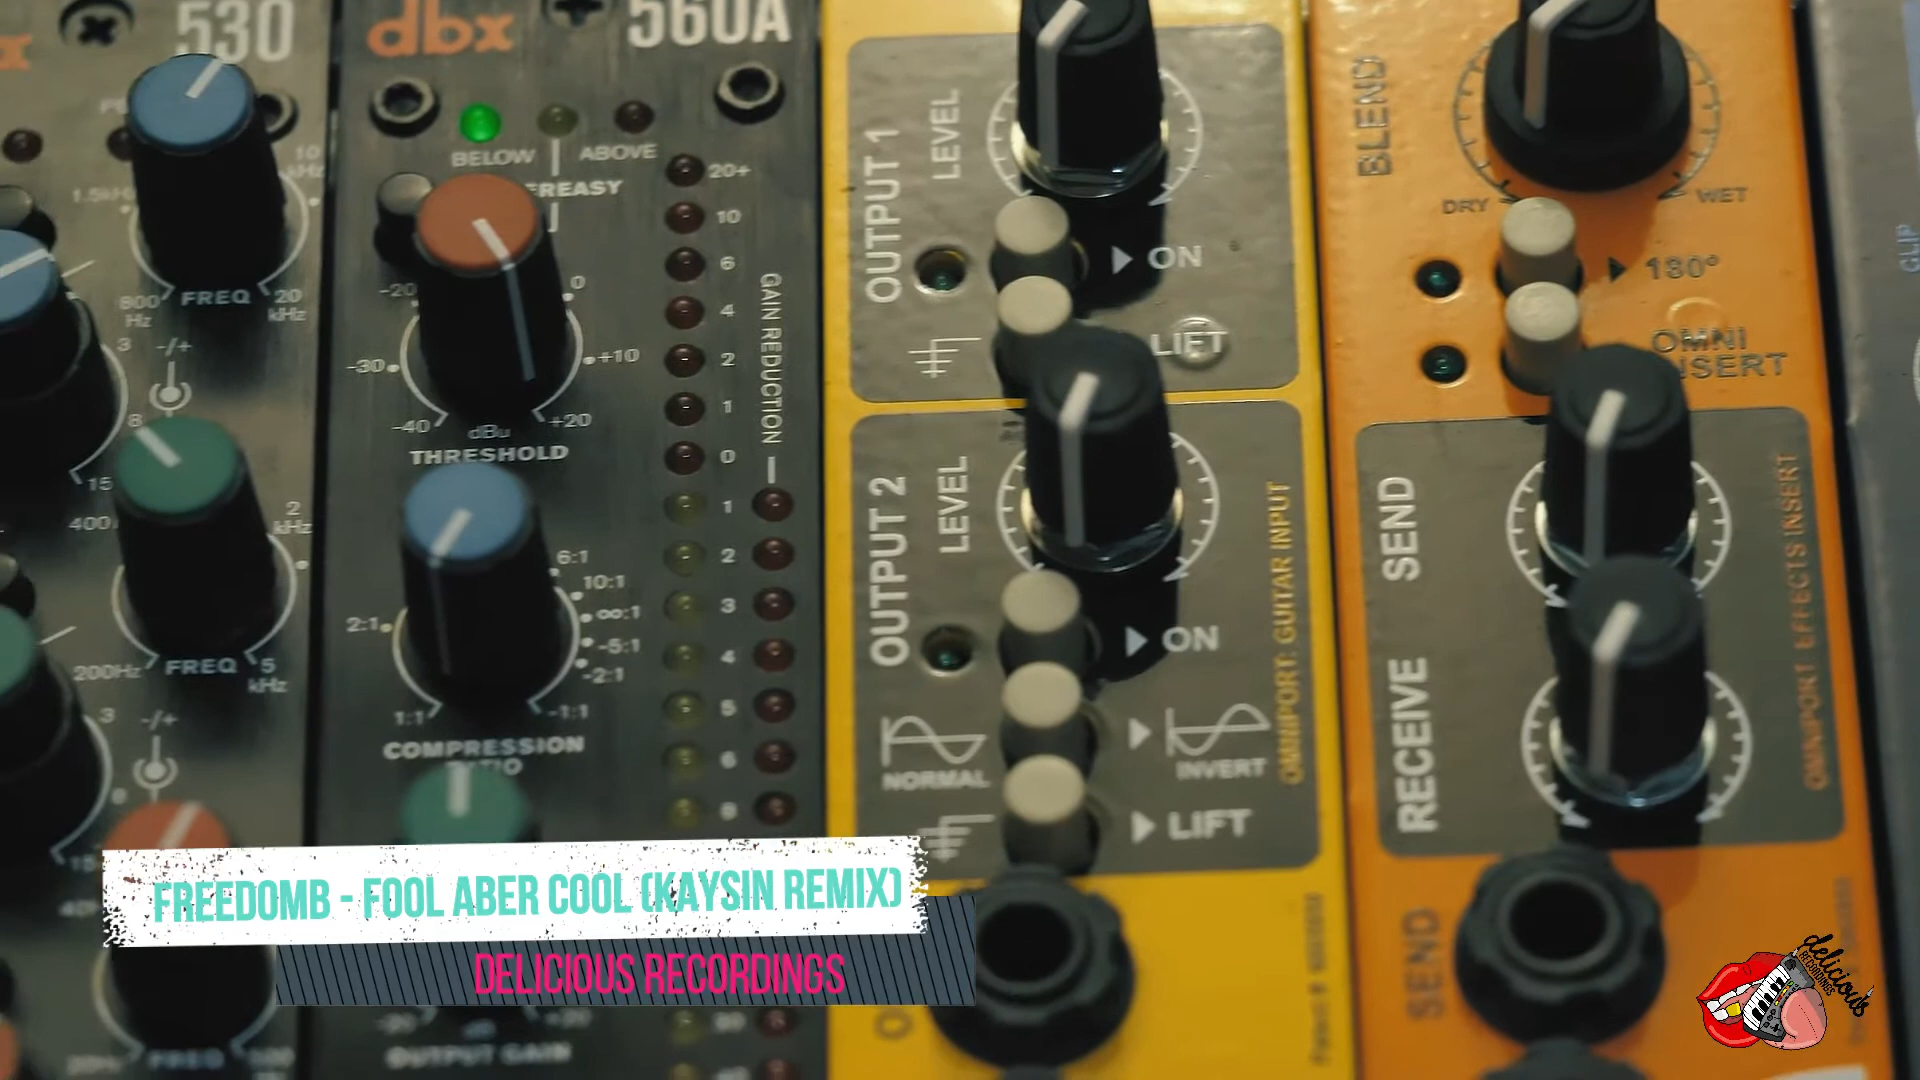 530
dbx
560A
BELOW
ABOVE
20+
10
6
4
2
1
0
1
2
3
4
5
6
GAIN REDUCTION
-20
0
-30
+10
-40
dBu
+20
THRESHOLD
6:1
10:1
∞:1
2:1
-5:1
-2:1
1:1
-1:1
COMPRESSION
RATIO
OUTPUT GAIN
10
kHz
800
Hz
FREQ
20
kHz
3
-/+
8
15
400
2
kHz
200Hz
FREQ
5
kHz
3
-/+
FREQ
OUTPUT 1
LEVEL
ON
LIFT
OUTPUT 2
LEVEL
ON
NORMAL
INVERT
LIFT
OMNIPORT: GUITAR INPUT
BLEND
DRY
WET
180°
OMNI
INSERT
SEND
RECEIVE
OMNIPORT EFFECTS INSERT
SEND
FREEDOMB - FOOL ABER COOL (KAYSIN REMIX)
DELICIOUS RECORDINGS
delicious
RECORDINGS